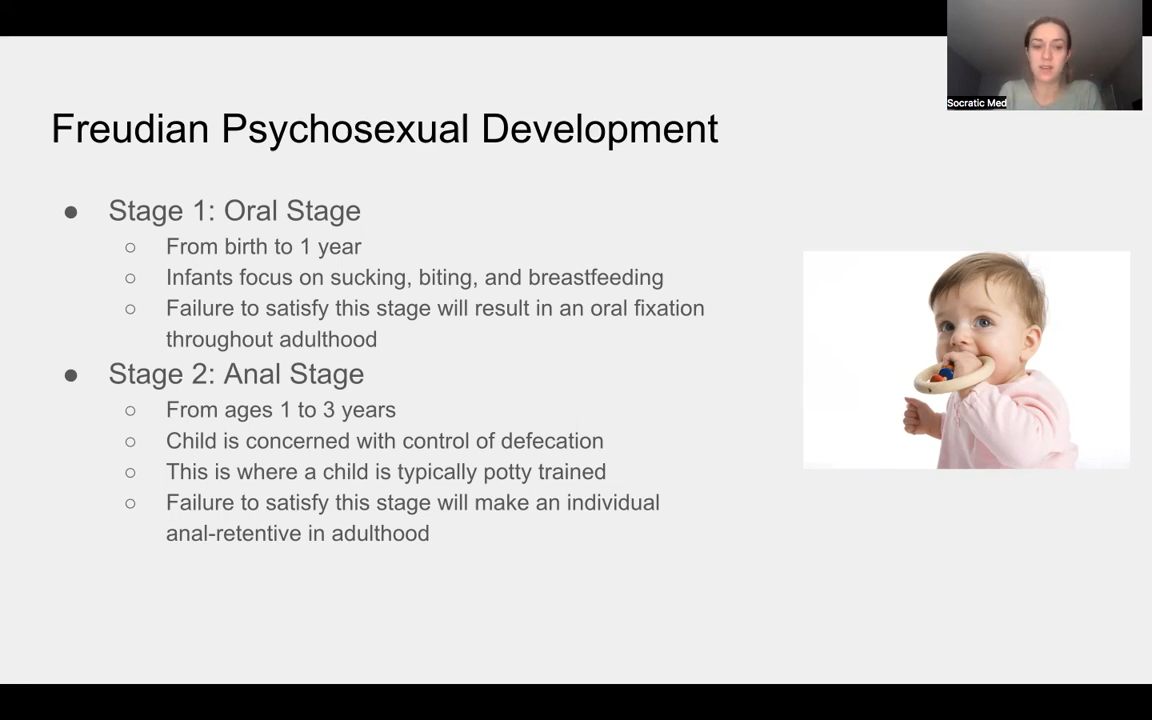 Socratic Med
Freudian Psychosexual Development
● Stage 1: Oral Stage
○ From birth to 1 year
○ Infants focus on sucking, biting, and breastfeeding
○ Failure to satisfy this stage will result in an oral fixation
throughout adulthood
● Stage 2: Anal Stage
○ From ages 1 to 3 years
○ Child is concerned with control of defecation
○ This is where a child is typically potty trained
○ Failure to satisfy this stage will make an individual
anal-retentive in adulthood